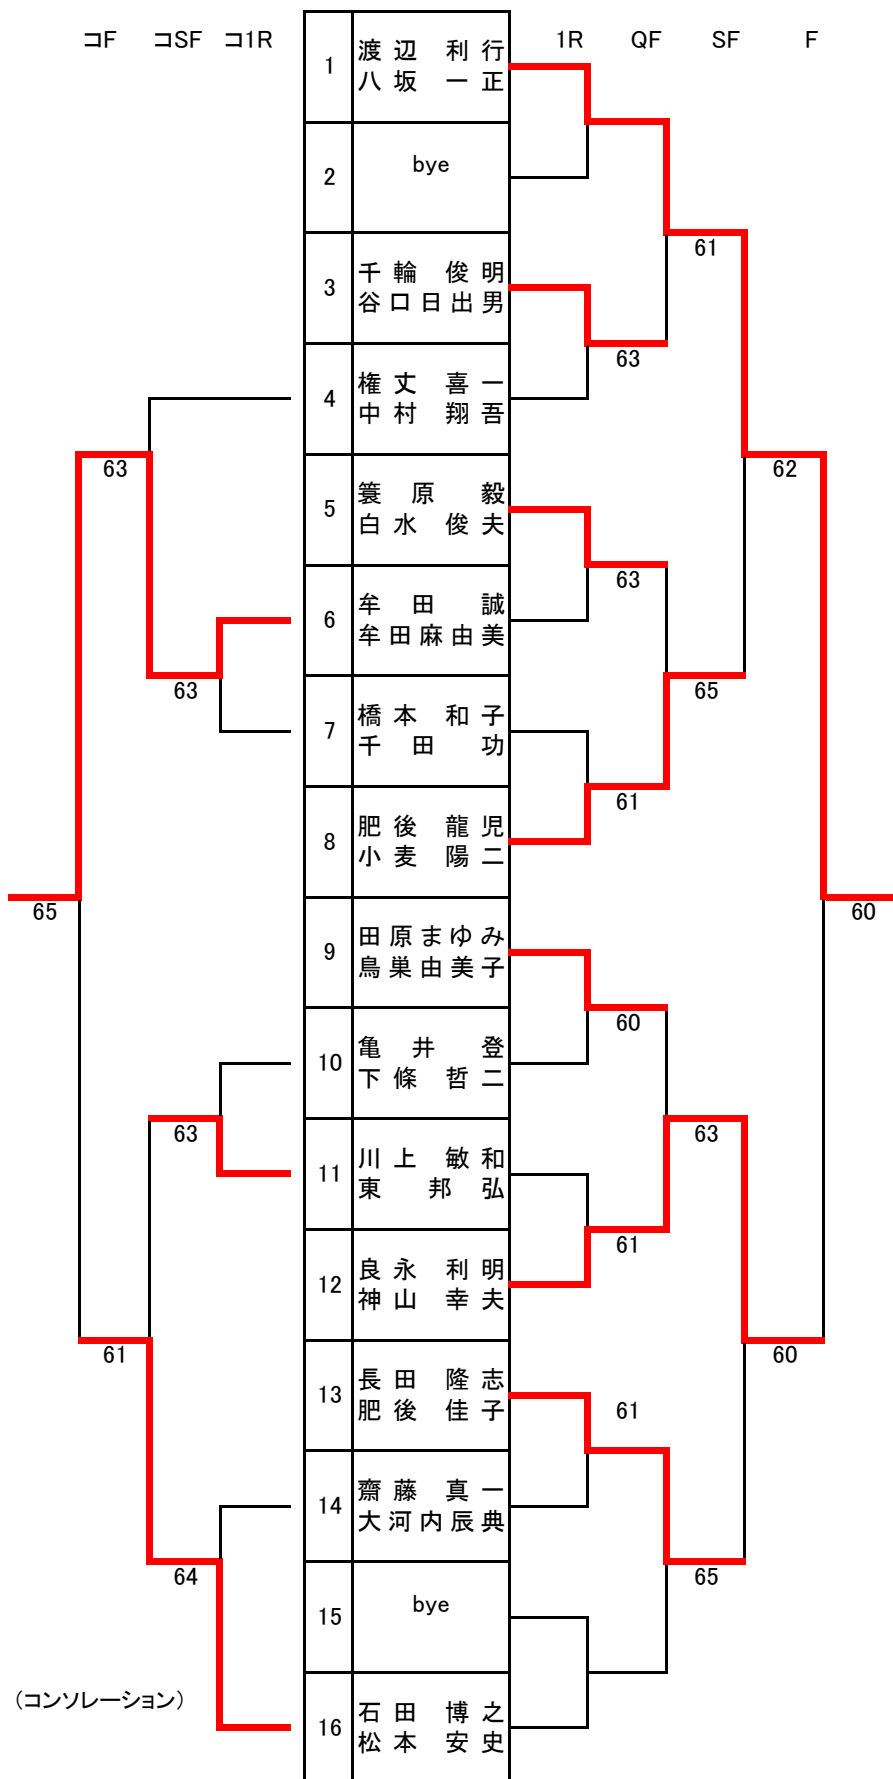 コF コSF コ1R 1R QF SF F
1 渡辺 利行
八坂 一正
2 bye
61
3 千輪 俊明
谷口日出男
63
4 権丈 喜一
中村 翔吾
63 62
5 簑原 毅
白水 俊夫
63
6 牟田 誠
牟田麻由美
63 65
7 橋本 和子
千田 功
61
8 肥後 龍児
小麦 陽二
65 60
9 田原まゆみ
鳥巣由美子
60
10 亀井 登
下條 哲二
63 63
11 川上 敏和
東 邦弘
61
12 良永 利明
神山 幸夫
61 60
13 長田 隆志
肥後 佳子
61
14 齋藤 真一
大河内辰典
64 65
15 bye
(コンソレーション)
16 石田 博之
松本 安史